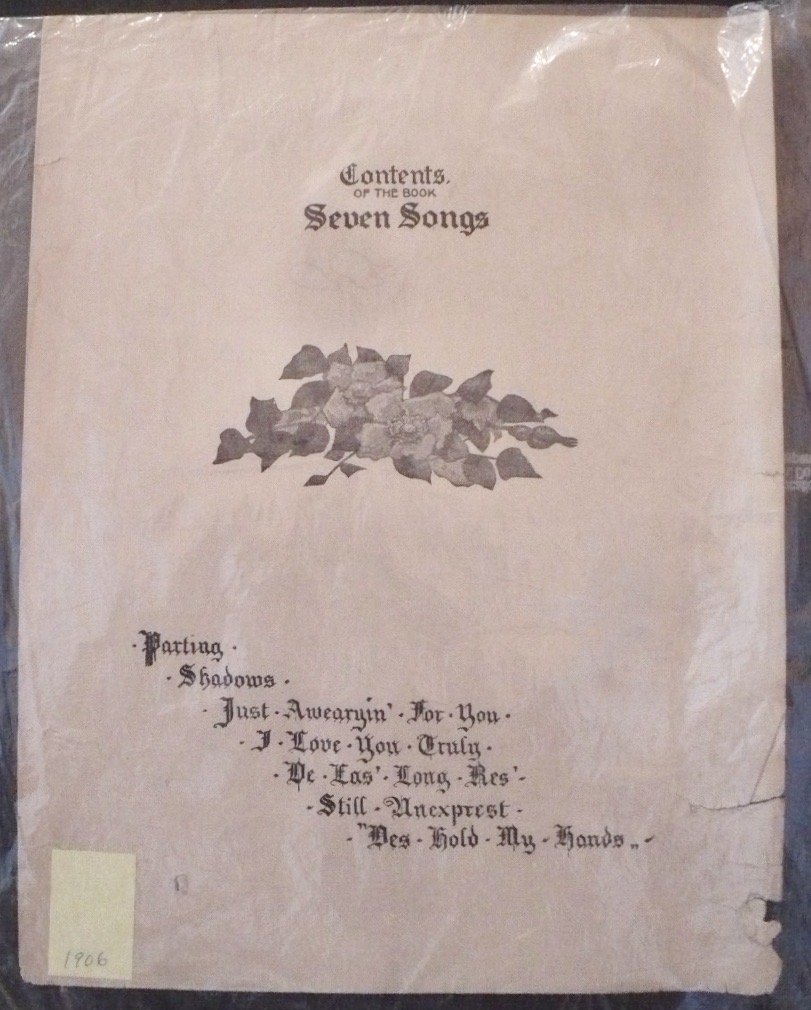 Contents.
OF THE BOOK
Seven Songs
· Parting ·
· Shadows ·
· Just · Awearyin' · For · You ·
· I · Love · You · Truly ·
· De · Las' · Long · Res' ·
· Still · Unexprest ·
· "Des · Hold · My · Hands„ ·
1906